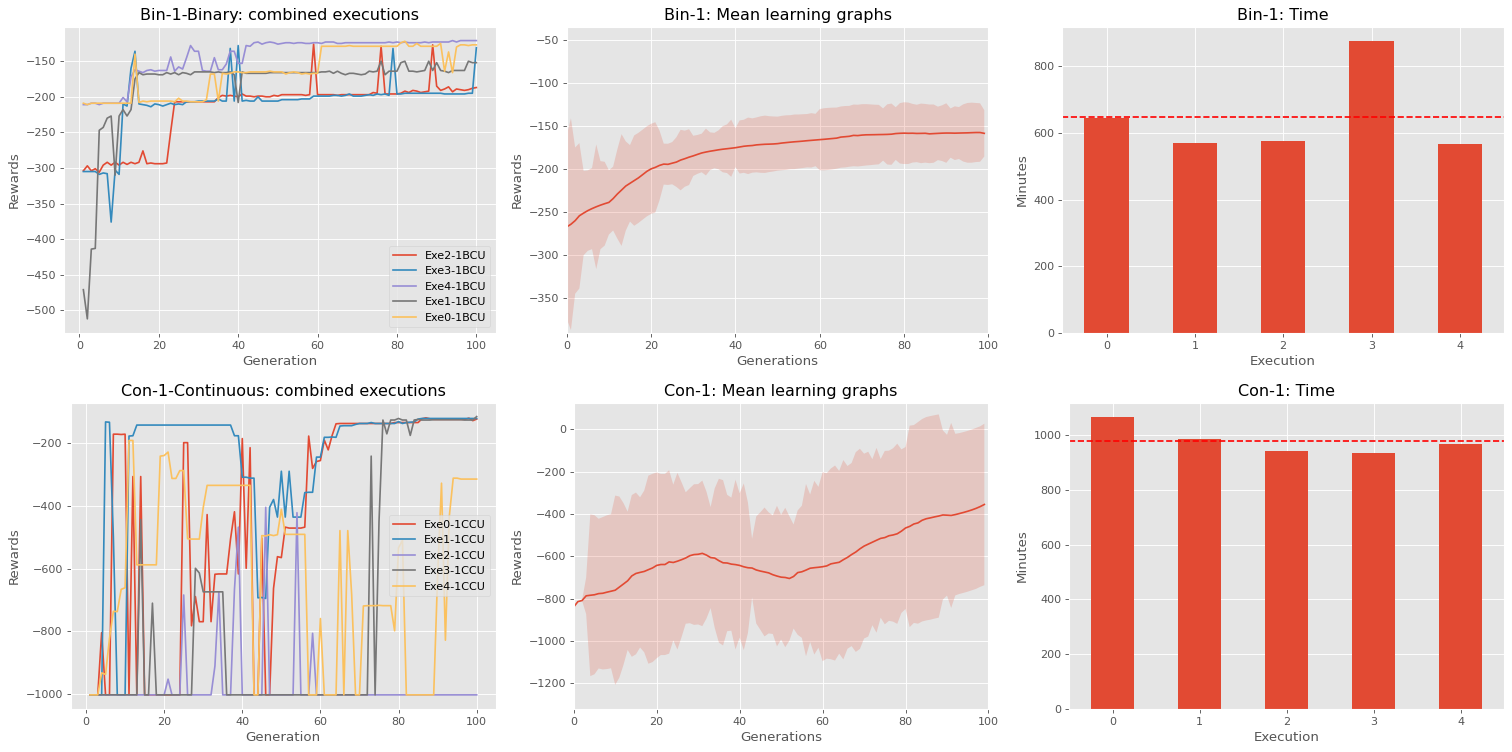 Bin-1-Binary: combined executions
−150
−200
−250
−300
−350
−400
−450
−500
Rewards
0
20
40
60
80
100
Generation
Exe2-1BCU
Exe3-1BCU
Exe4-1BCU
Exe1-1BCU
Exe0-1BCU
Bin-1: Mean learning graphs
−50
−100
−150
−200
−250
−300
−350
Rewards
0
20
40
60
80
100
Generations
Bin-1: Time
800
600
400
200
0
Minutes
0
1
2
3
4
Execution
Con-1-Continuous: combined executions
−200
−400
−600
−800
−1000
Rewards
0
20
40
60
80
100
Generation
Exe0-1CCU
Exe1-1CCU
Exe2-1CCU
Exe3-1CCU
Exe4-1CCU
Con-1: Mean learning graphs
0
−200
−400
−600
−800
−1000
−1200
Rewards
0
20
40
60
80
100
Generations
Con-1: Time
1000
800
600
400
200
0
Minutes
0
1
2
3
4
Execution